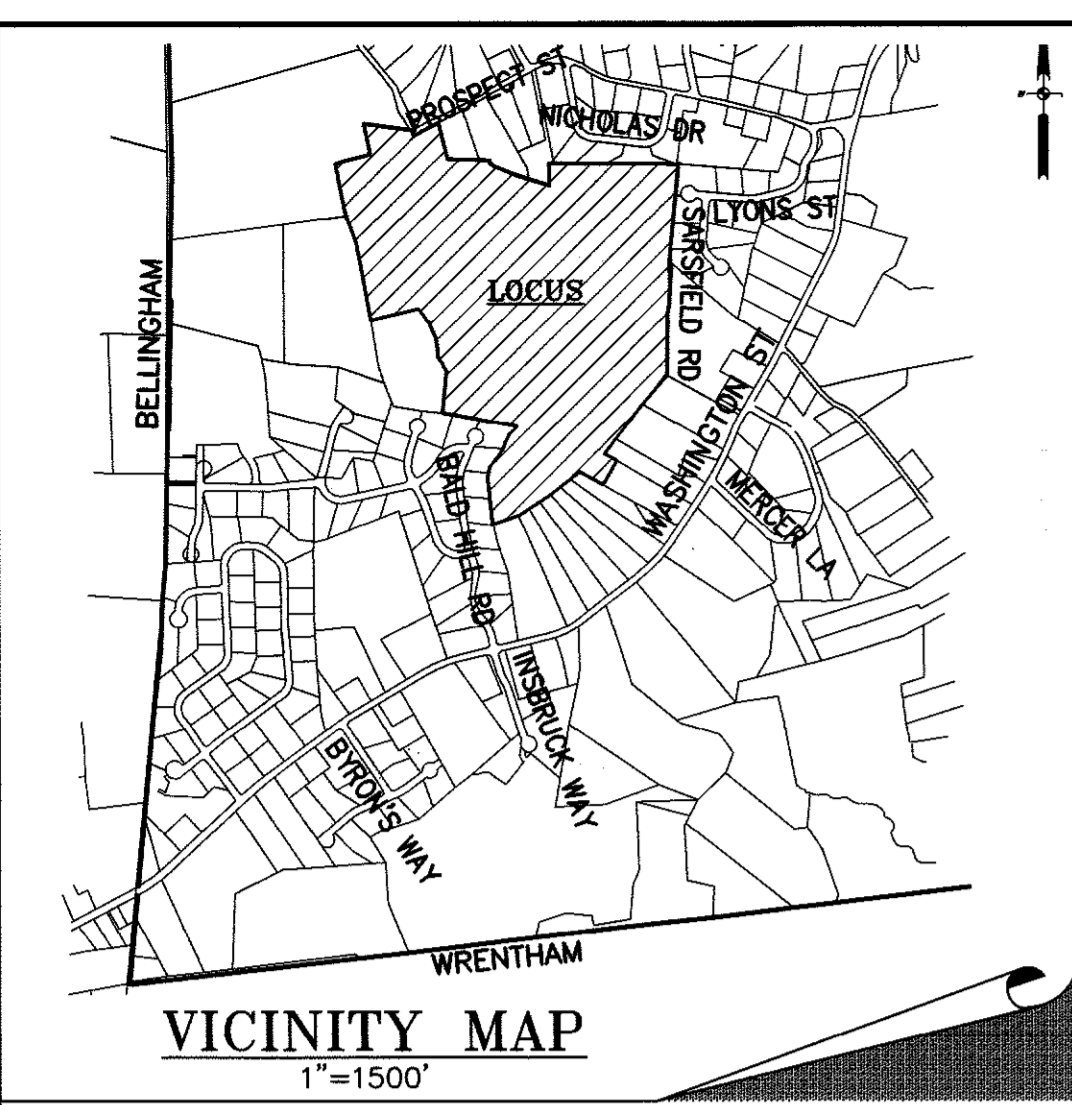 PROSPECT ST
NICHOLAS DR
LYONS ST
SARSFIELD RD
LOCUS
BELLINGHAM
WASHINGTON ST
MERCER LA
BALD HILL RD
INSBRUCK WAY
BYRON'S WAY
WRENTHAM
VICINITY MAP
1"=1500'